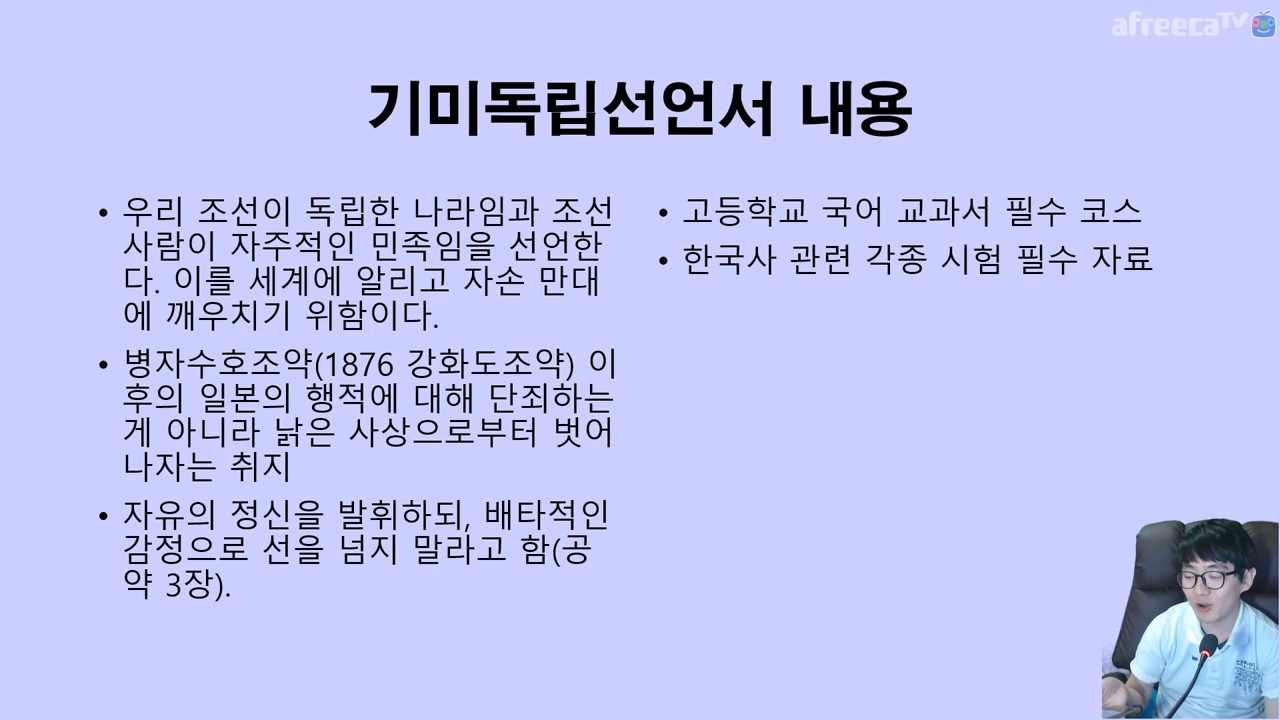 afreecaTV
기미독립선언서 내용
• 우리 조선이 독립한 나라임과 조선
사람이 자주적인 민족임을 선언한
다. 이를 세계에 알리고 자손 만대
에 깨우치기 위함이다.
• 병자수호조약(1876 강화도조약) 이
후의 일본의 행적에 대해 단죄하는
게 아니라 낡은 사상으로부터 벗어
나자는 취지
• 자유의 정신을 발휘하되, 배타적인
감정으로 선을 넘지 말라고 함(공
약 3장).
• 고등학교 국어 교과서 필수 코스
• 한국사 관련 각종 시험 필수 자료